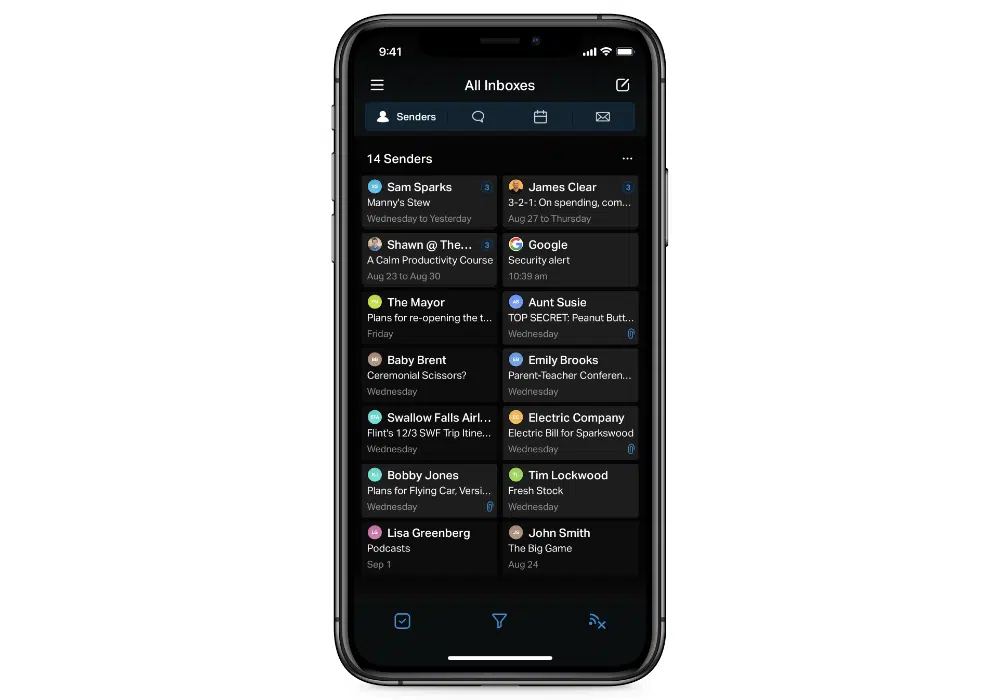 9:41
All Inboxes
Senders
14 Senders
Sam Sparks 3
Manny's Stew
Wednesday to Yesterday
James Clear 3
3-2-1: On spending, com...
Aug 27 to Thursday
Shawn @ The... 3
A Calm Productivity Course
Aug 23 to Aug 30
Google
Security alert
10:39 am
The Mayor
Plans for re-opening the t...
Friday
Aunt Susie
TOP SECRET: Peanut Butt...
Wednesday
Baby Brent
Ceremonial Scissors?
Wednesday
Emily Brooks
Parent-Teacher Conferen...
Wednesday
Swallow Falls Airl...
Flint's 12/3 SWF Trip Itine...
Wednesday
Electric Company
Electric Bill for Sparkswood
Wednesday
Bobby Jones
Plans for Flying Car, Versi...
Wednesday
Tim Lockwood
Fresh Stock
Wednesday
LG Lisa Greenberg
Podcasts
Sep 1
John Smith
The Big Game
Aug 24